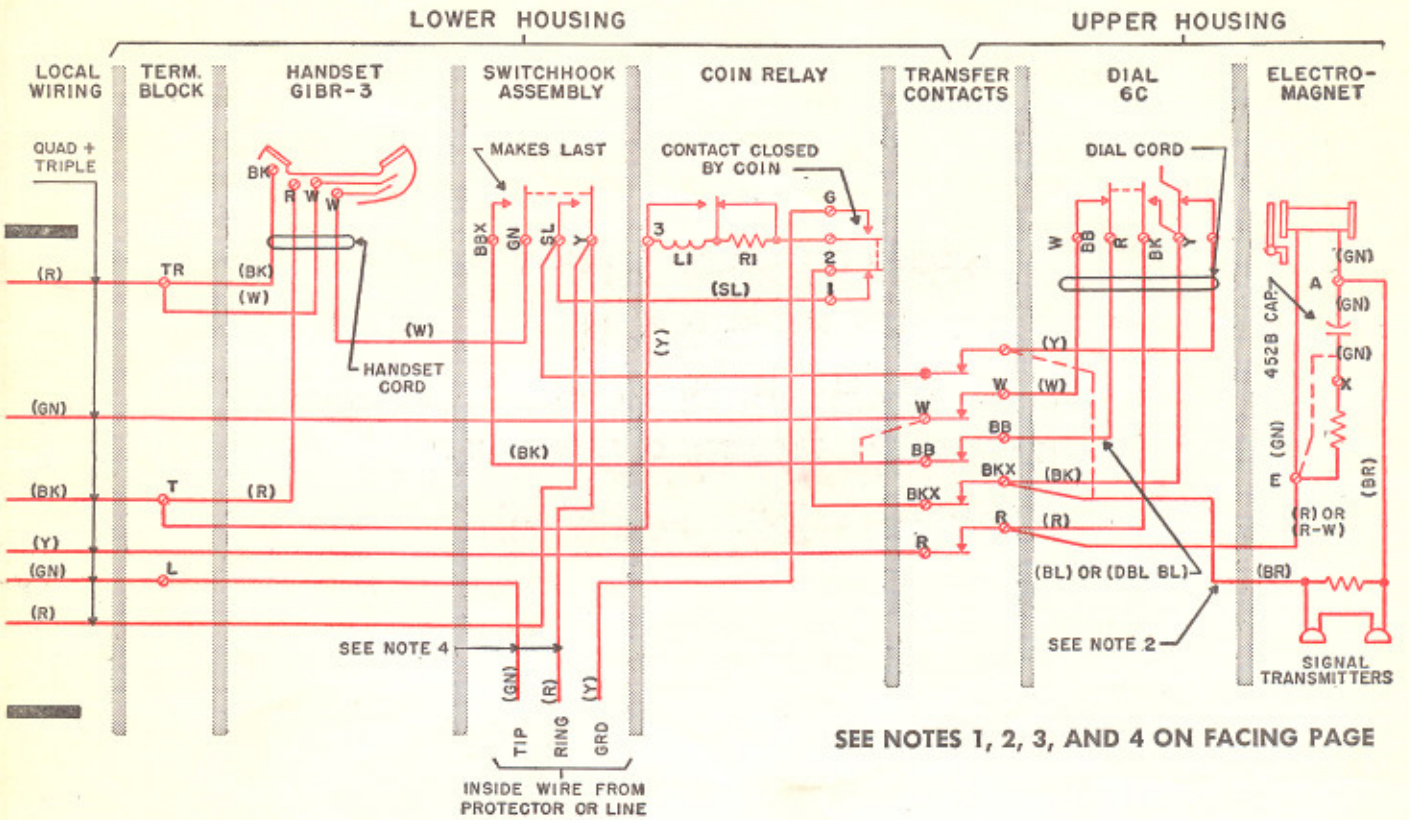 LOWER HOUSING
UPPER HOUSING
LOCAL WIRING
TERM. BLOCK
HANDSET GIBR-3
SWITCHHOOK ASSEMBLY
COIN RELAY
TRANSFER CONTACTS
DIAL 6C
ELECTRO-MAGNET
QUAD + TRIPLE
MAKES LAST
CONTACT CLOSED BY COIN
DIAL CORD
BK
R
W
W
BBX
GN
SL
Y
3
L1
R1
G
2
1
W
BB
R
BK
Y
(R)
TR
(BK)
(W)
(W)
HANDSET CORD
(Y)
(SL)
(GN)
A
(GN)
452B CAP.
(GN)
X
(Y)
W
(W)
(GN)
W
BB
BB
(BK)
BKX
(BK)
BKX
E
(GN)
(BR)
(R) OR (R-W)
(BK)
T
(R)
R
(R)
R
(Y)
(GN)
L
(BL) OR (DBL BL)
(BR)
(R)
SEE NOTE 4
SEE NOTE 2
SIGNAL TRANSMITTERS
(GN)
(R)
(Y)
TIP
RING
GRD
INSIDE WIRE FROM
PROTECTOR OR LINE
SEE NOTES 1, 2, 3, AND 4 ON FACING PAGE